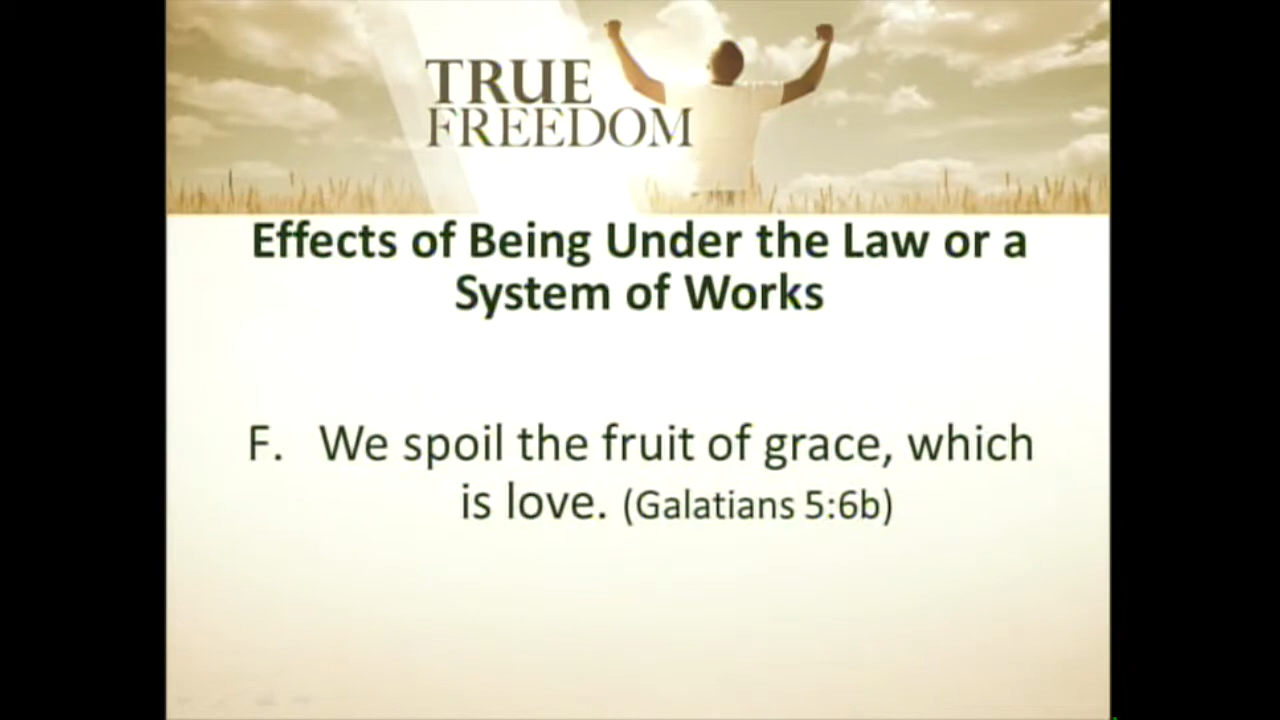 TRUE
FREEDOM
Effects of Being Under the Law or a
System of Works
F. We spoil the fruit of grace, which
is love. (Galatians 5:6b)